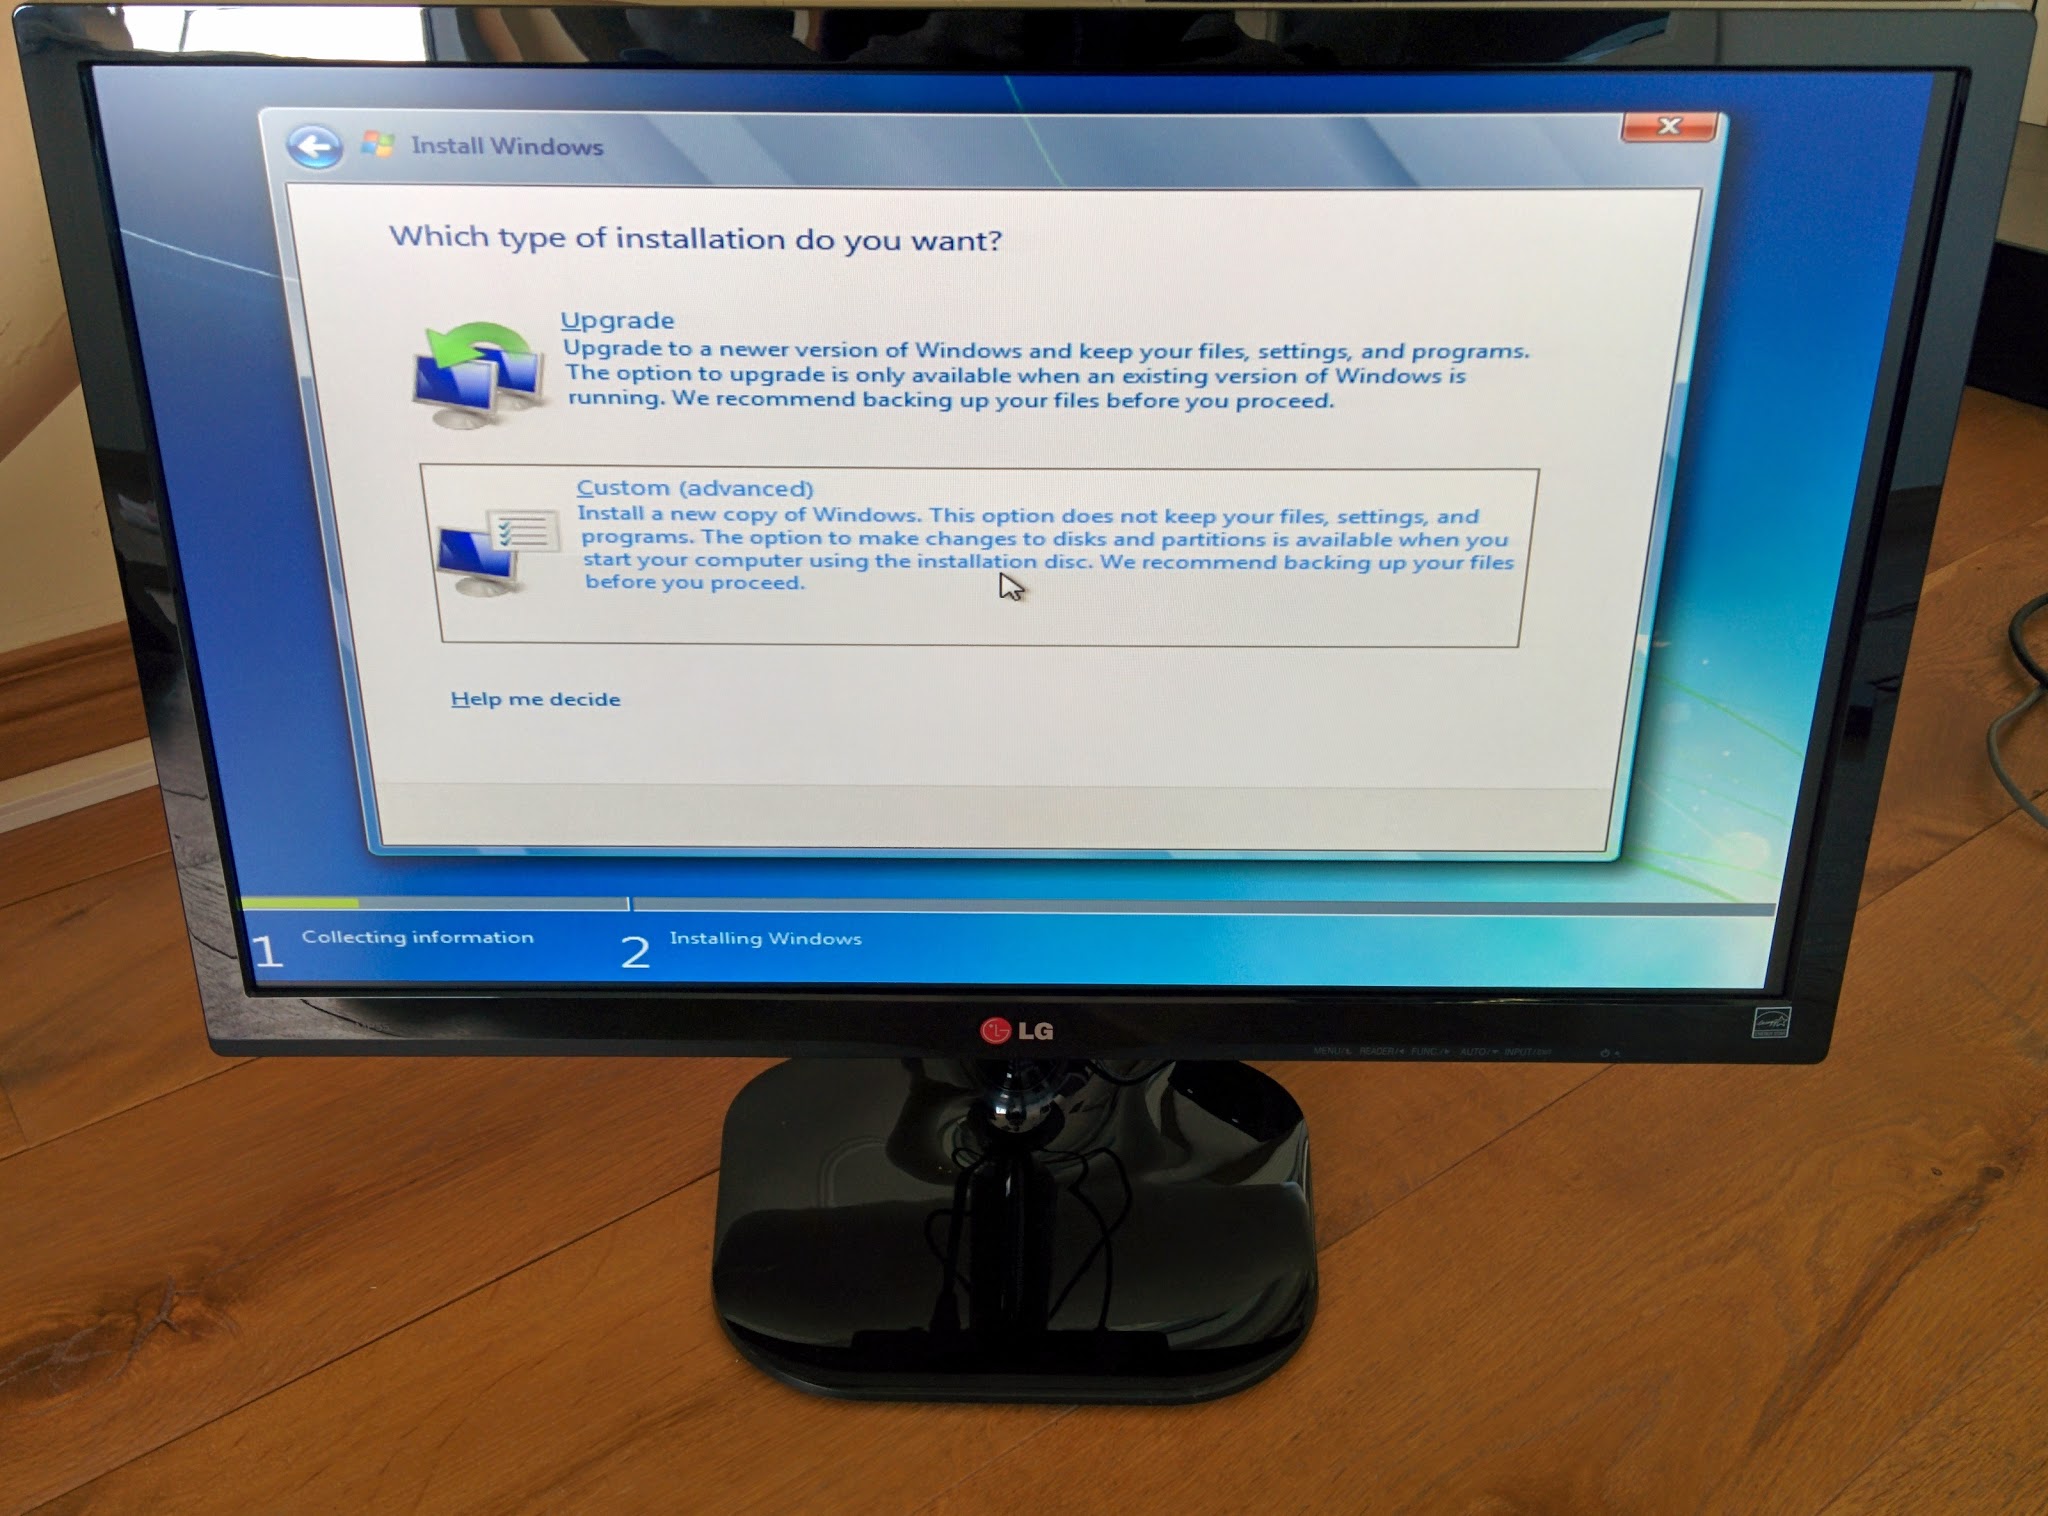 Install Windows
Which type of installation do you want?
Upgrade
Upgrade to a newer version of Windows and keep your files, settings, and programs.
The option to upgrade is only available when an existing version of Windows is
running. We recommend backing up your files before you proceed.
Custom (advanced)
Install a new copy of Windows. This option does not keep your files, settings, and
programs. The option to make changes to disks and partitions is available when you
start your computer using the installation disc. We recommend backing up your files
before you proceed.
Help me decide
1 Collecting information 2 Installing Windows
LG
MENU/ READER/ FUNC./ AUTO/ INPUT/